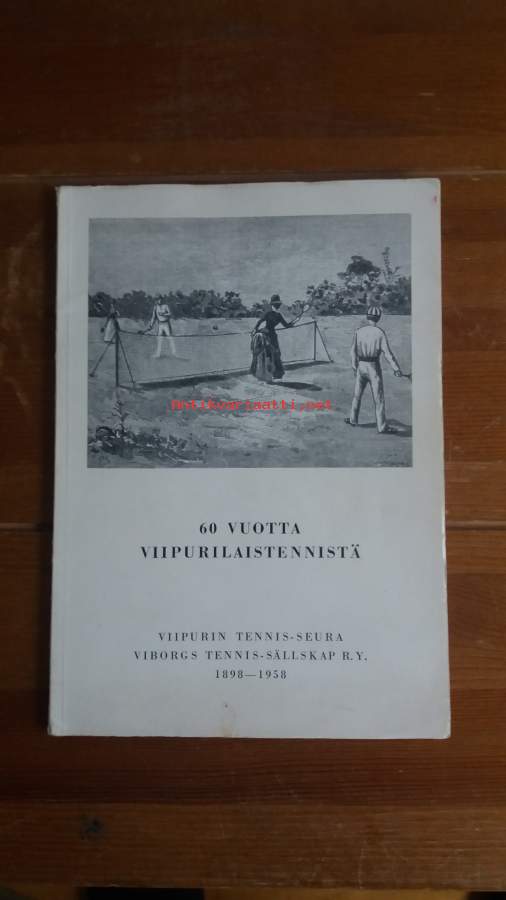 Antikvariaatti.net
60 VUOTTA
VIIPURILAISTENNISTÄ
VIIPURIN TENNIS-SEURA
VIBORGS TENNIS-SÄLLSKAP R.Y.
1898—1958